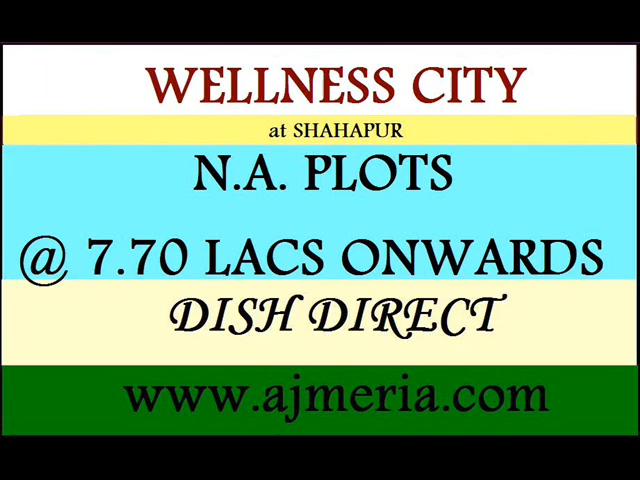 WELLNESS CITY
at SHAHAPUR
N.A. PLOTS
@ 7.70 LACS ONWARDS
DISH DIRECT
www.ajmeria.com